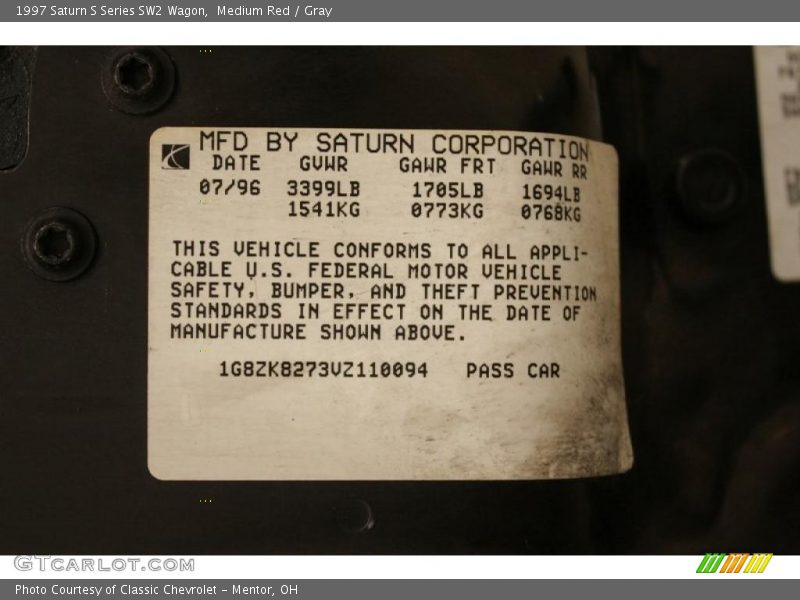 1997 Saturn S Series SW2 Wagon,  Medium Red / Gray
MFD BY SATURN CORPORATION
DATE GVWR GAWR FRT GAWR RR
07/96 3399LB 1705LB 1694LB
1541KG 0773KG 0768KG
THIS VEHICLE CONFORMS TO ALL APPLI-
CABLE U.S. FEDERAL MOTOR VEHICLE
SAFETY, BUMPER, AND THEFT PREVENTION
STANDARDS IN EFFECT ON THE DATE OF
MANUFACTURE SHOWN ABOVE.
1G8ZK8273VZ110094 PASS CAR
GTCARLOT.COM
Photo Courtesy of Classic Chevrolet - Mentor, OH